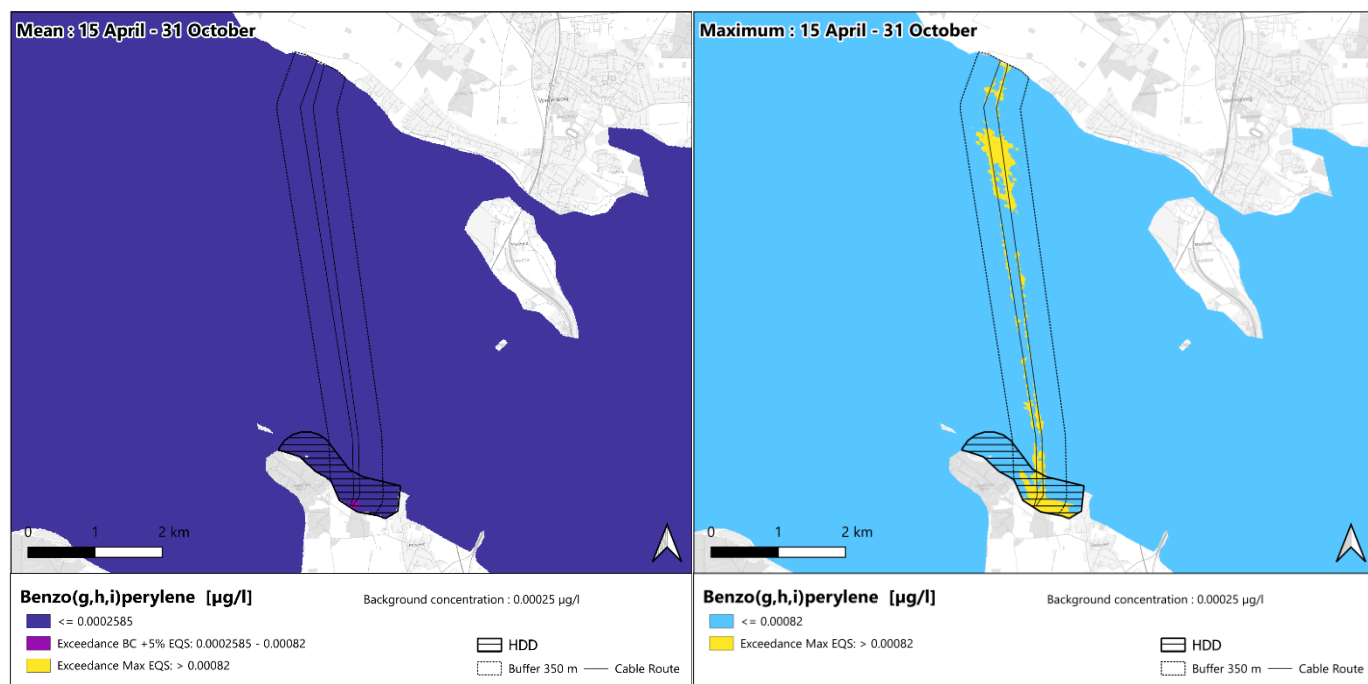 Mean : 15 April - 31 October
0 1 2 km
Benzo(g,h,i)perylene [µg/l]
Background concentration : 0.00025 µg/l
<= 0.0002585
Exceedance BC +5% EQS: 0.0002585 - 0.00082
Exceedance Max EQS: > 0.00082
HDD
Buffer 350 m
Cable Route
Maximum : 15 April - 31 October
0 1 2 km
Benzo(g,h,i)perylene [µg/l]
Background concentration : 0.00025 µg/l
<= 0.00082
Exceedance Max EQS: > 0.00082
HDD
Buffer 350 m
Cable Route